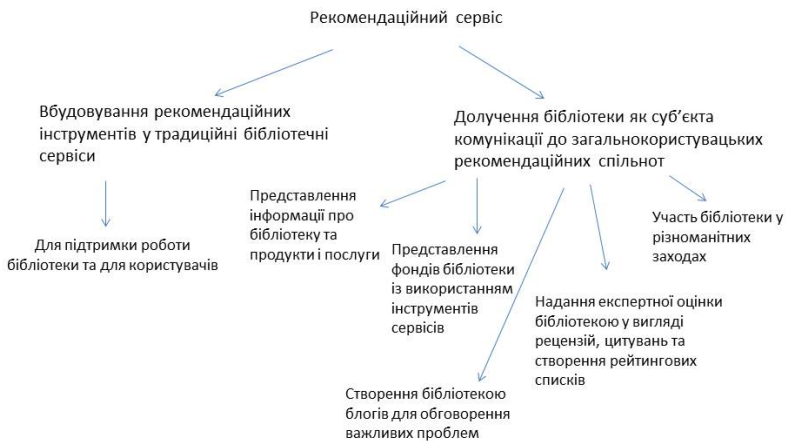 Рекомендаційний сервіс
Вбудовування рекомендаційних
інструментів у традиційні бібліотечні
сервіси
Долучення бібліотеки як суб’єкта
комунікації до загальнокористувацьких
рекомендаційних спільнот
Для підтримки роботи
бібліотеки та для користувачів
Представлення
інформації про
бібліотеку та
продукти і послуги
Представлення
фондів бібліотеки
із використанням
інструментів
сервісів
Створення бібліотекою
блогів для обговорення
важливих проблем
Надання експертної оцінки
бібліотекою у вигляді
рецензій, цитувань та
створення рейтингових
списків
Участь бібліотеки у
різноманітних
заходах